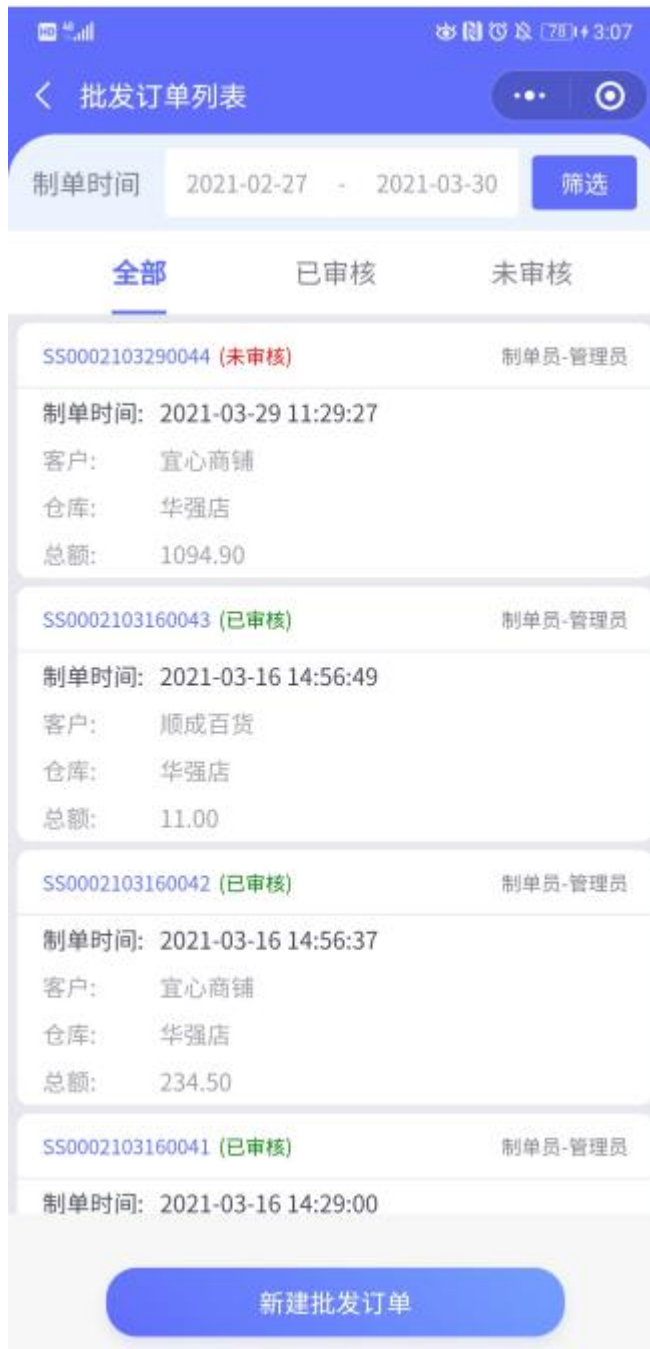 HD 4G 78 3:07
批发订单列表
制单时间 2021-02-27 - 2021-03-30 筛选
全部 已审核 未审核
SS0002103290044 (未审核) 制单员-管理员
制单时间: 2021-03-29 11:29:27
客户: 宜心商铺
仓库: 华强店
总额: 1094.90
SS0002103160043 (已审核) 制单员-管理员
制单时间: 2021-03-16 14:56:49
客户: 顺成百货
仓库: 华强店
总额: 11.00
SS0002103160042 (已审核) 制单员-管理员
制单时间: 2021-03-16 14:56:37
客户: 宜心商铺
仓库: 华强店
总额: 234.50
SS0002103160041 (已审核) 制单员-管理员
制单时间: 2021-03-16 14:29:00
新建批发订单